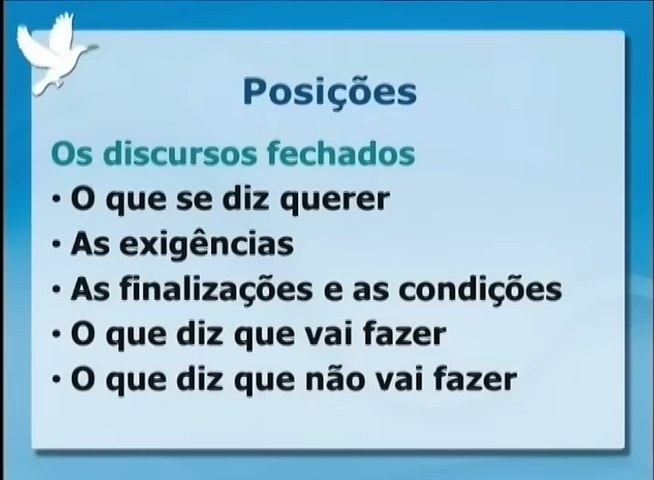 Posições
Os discursos fechados
• O que se diz querer
• As exigências
• As finalizações e as condições
• O que diz que vai fazer
• O que diz que não vai fazer